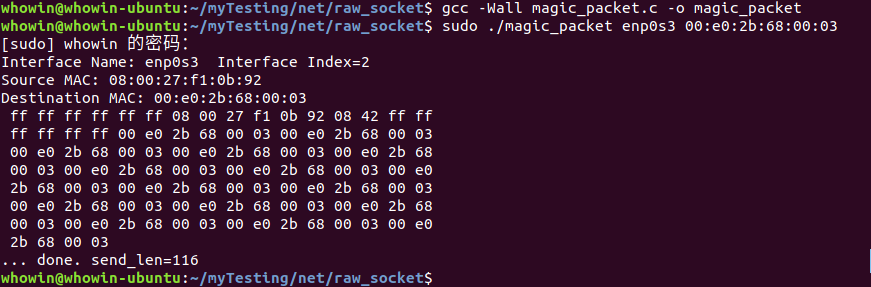 whowin@whowin-ubuntu:~/myTesting/net/raw_socket$ gcc -Wall magic_packet.c -o magic_packet
whowin@whowin-ubuntu:~/myTesting/net/raw_socket$ sudo ./magic_packet enp0s3 00:e0:2b:68:00:03
[sudo] whowin 的密码：
Interface Name: enp0s3  Interface Index=2
Source MAC: 08:00:27:f1:0b:92
Destination MAC: 00:e0:2b:68:00:03
ff ff ff ff ff ff 08 00 27 f1 0b 92 08 42 ff ff
ff ff ff ff 00 e0 2b 68 00 03 00 e0 2b 68 00 03
00 e0 2b 68 00 03 00 e0 2b 68 00 03 00 e0 2b 68
00 03 00 e0 2b 68 00 03 00 e0 2b 68 00 03 00 e0
2b 68 00 03 00 e0 2b 68 00 03 00 e0 2b 68 00 03
00 e0 2b 68 00 03 00 e0 2b 68 00 03 00 e0 2b 68
00 03 00 e0 2b 68 00 03 00 e0 2b 68 00 03 00 e0
2b 68 00 03
... done. send_len=116
whowin@whowin-ubuntu:~/myTesting/net/raw_socket$